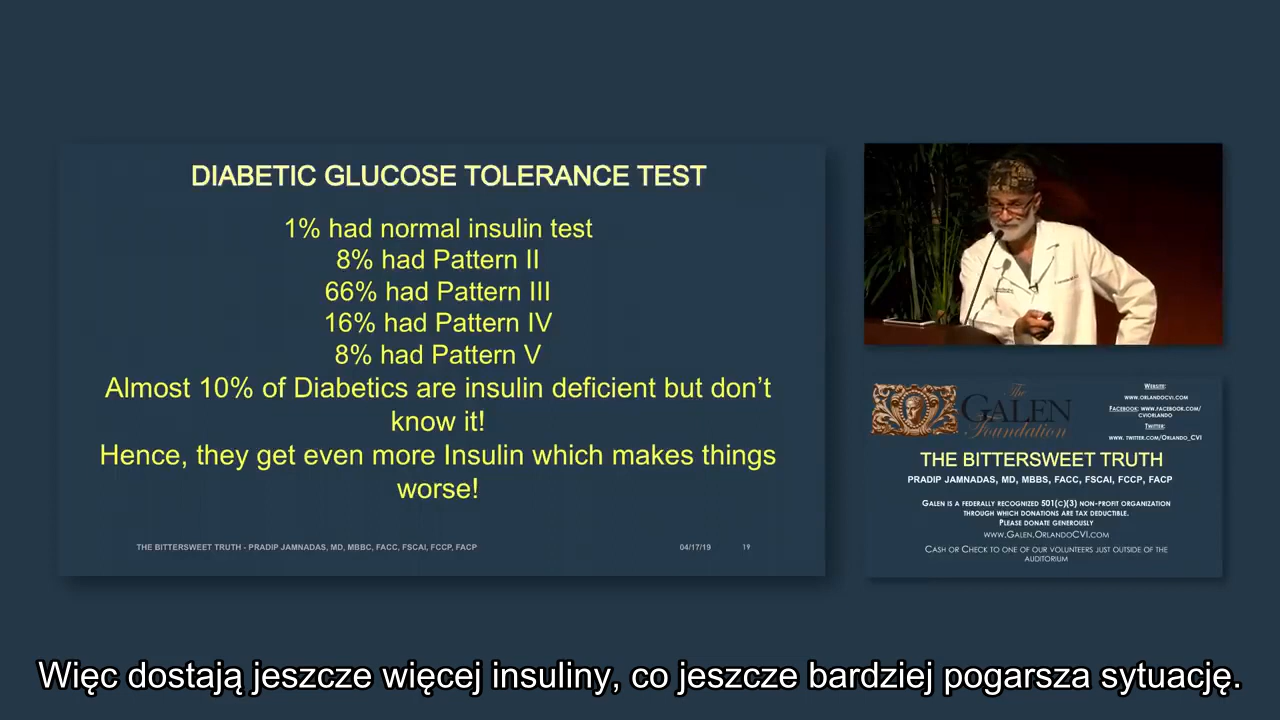 DIABETIC GLUCOSE TOLERANCE TEST
1% had normal insulin test
8% had Pattern II
66% had Pattern III
16% had Pattern IV
8% had Pattern V
Almost 10% of Diabetics are insulin deficient but don't
know it!
Hence, they get even more Insulin which makes things
worse!
THE BITTERSWEET TRUTH - PRADIP JAMNADAS, MD, MBBC, FACC, FSCAI, FCCP, FACP
04/17/19
19
The
GALEN
Foundation
WEBSITE:
WWW.ORLANDOCVI.COM
FACEBOOK: WWW.FACEBOOK.COM/
CVIORLANDO
TWITTER:
WWW. TWITTER.COM/ORLANDO_CVI
THE BITTERSWEET TRUTH
PRADIP JAMNADAS, MD, MBBS, FACC, FSCAI, FCCP, FACP
GALEN IS A FEDERALLY RECOGNIZED 501(C)(3) NON-PROFIT ORGANIZATION
THROUGH WHICH DONATIONS ARE TAX DEDUCTIBLE.
PLEASE DONATE GENEROUSLY
WWW.GALEN.ORLANDOCVI.COM
CASH OR CHECK TO ONE OF OUR VOLUNTEERS JUST OUTSIDE OF THE
AUDITORIUM
Więc dostają jeszcze więcej insuliny, co jeszcze bardziej pogarsza sytuację.